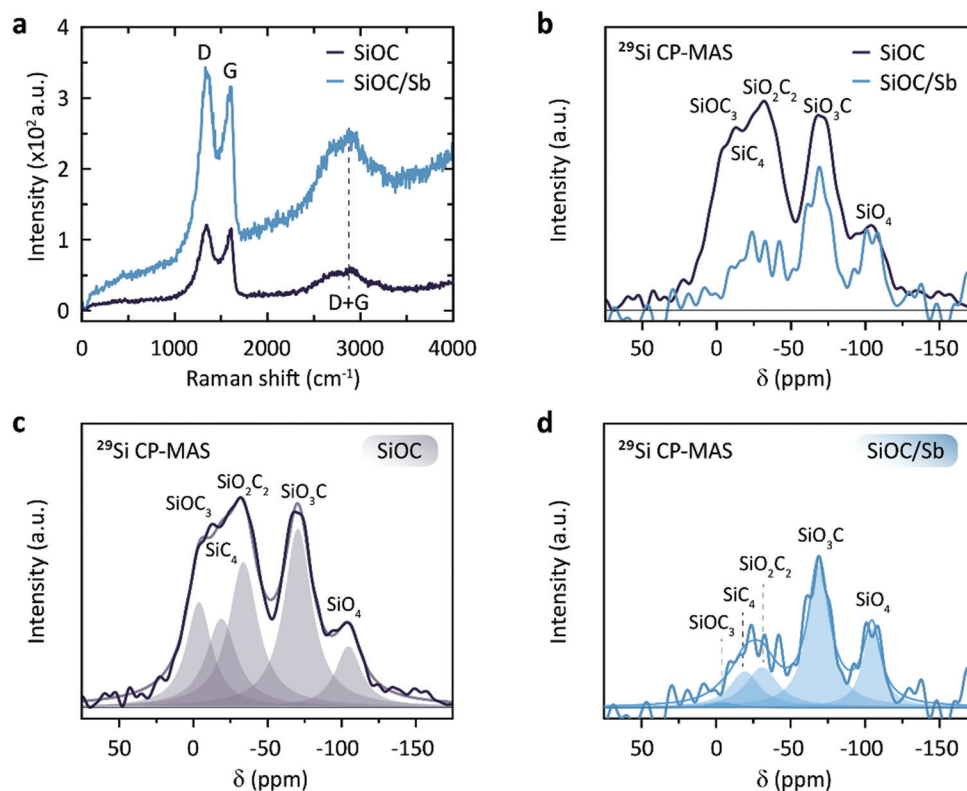 a
Intensity (x10² a.u.)
4
3
2
1
0
D
G
SiOC
SiOC/Sb
D+G
0
1000
2000
3000
4000
Raman shift (cm⁻¹)
b
Intensity (a.u.)
²⁹Si CP-MAS
SiOC
SiOC/Sb
SiOC₃
SiO₂C₂
SiO₃C
SiC₄
SiO₄
50
0
-50
-100
-150
δ (ppm)
c
Intensity (a.u.)
²⁹Si CP-MAS
SiOC
SiOC₃
SiO₂C₂
SiO₃C
SiC₄
SiO₄
50
0
-50
-100
-150
δ (ppm)
d
Intensity (a.u.)
²⁹Si CP-MAS
SiOC/Sb
SiO₃C
SiO₂C₂
SiC₄
SiOC₃
SiO₄
50
0
-50
-100
-150
δ (ppm)